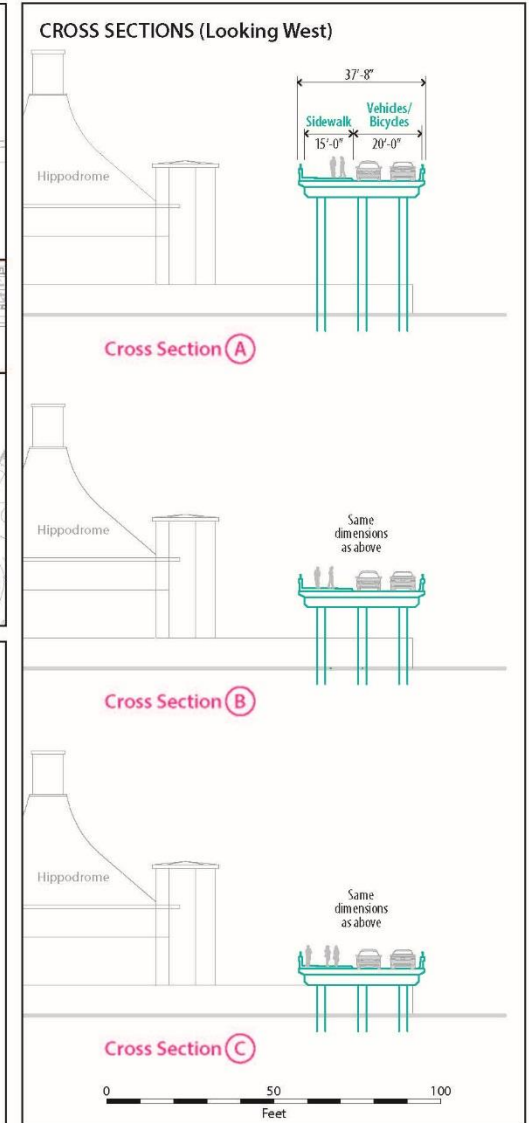 CROSS SECTIONS (Looking West)
37'-8"
Sidewalk
Vehicles/
Bicycles
15'-0"
20'-0"
Hippodrome
Cross Section A
Hippodrome
Same
dimensions
as above
Cross Section B
Hippodrome
Same
dimensions
as above
Cross Section C
0
50
100
Feet